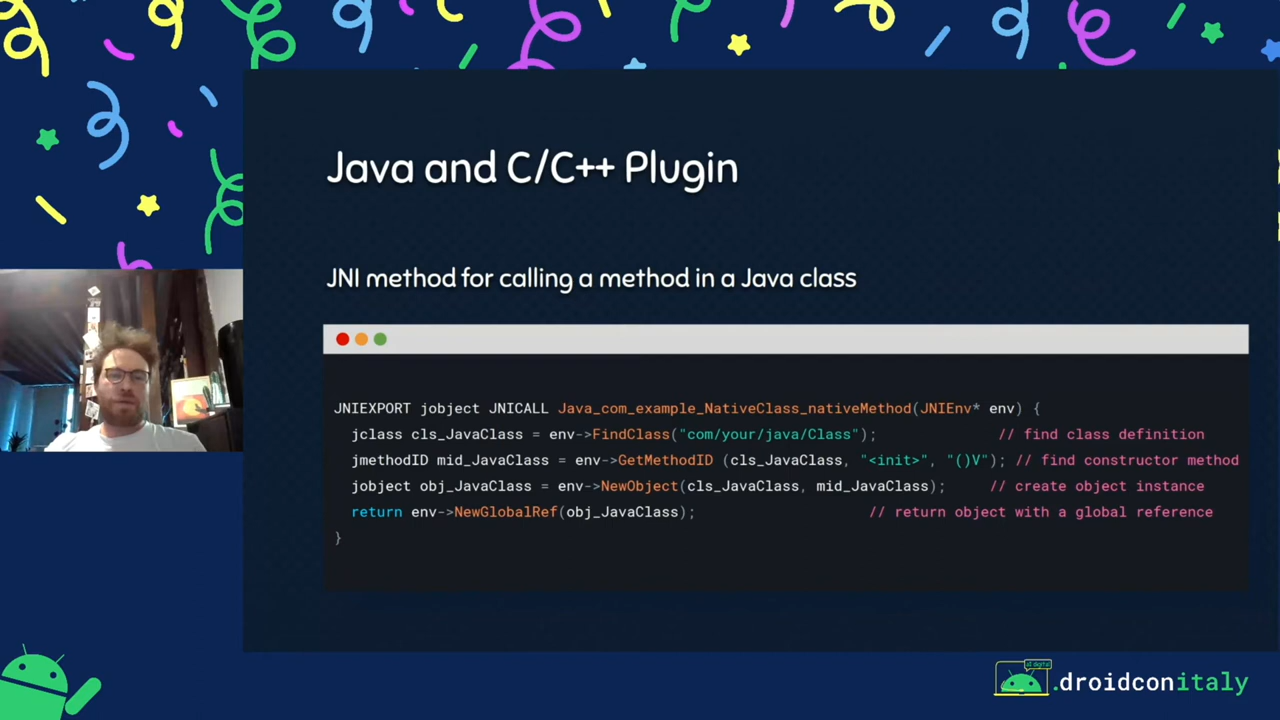 Java and C/C++ Plugin
JNI method for calling a method in a Java class
JNIEXPORT jobject JNICALL Java_com_example_NativeClass_nativeMethod(JNIEnv* env) {
jclass cls_JavaClass = env->FindClass("com/your/java/Class"); // find class definition
jmethodID mid_JavaClass = env->GetMethodID (cls_JavaClass, "<init>", "()V"); // find constructor method
jobject obj_JavaClass = env->NewObject(cls_JavaClass, mid_JavaClass); // create object instance
return env->NewGlobalRef(obj_JavaClass); // return object with a global reference
}
all digital
.droidconitaly